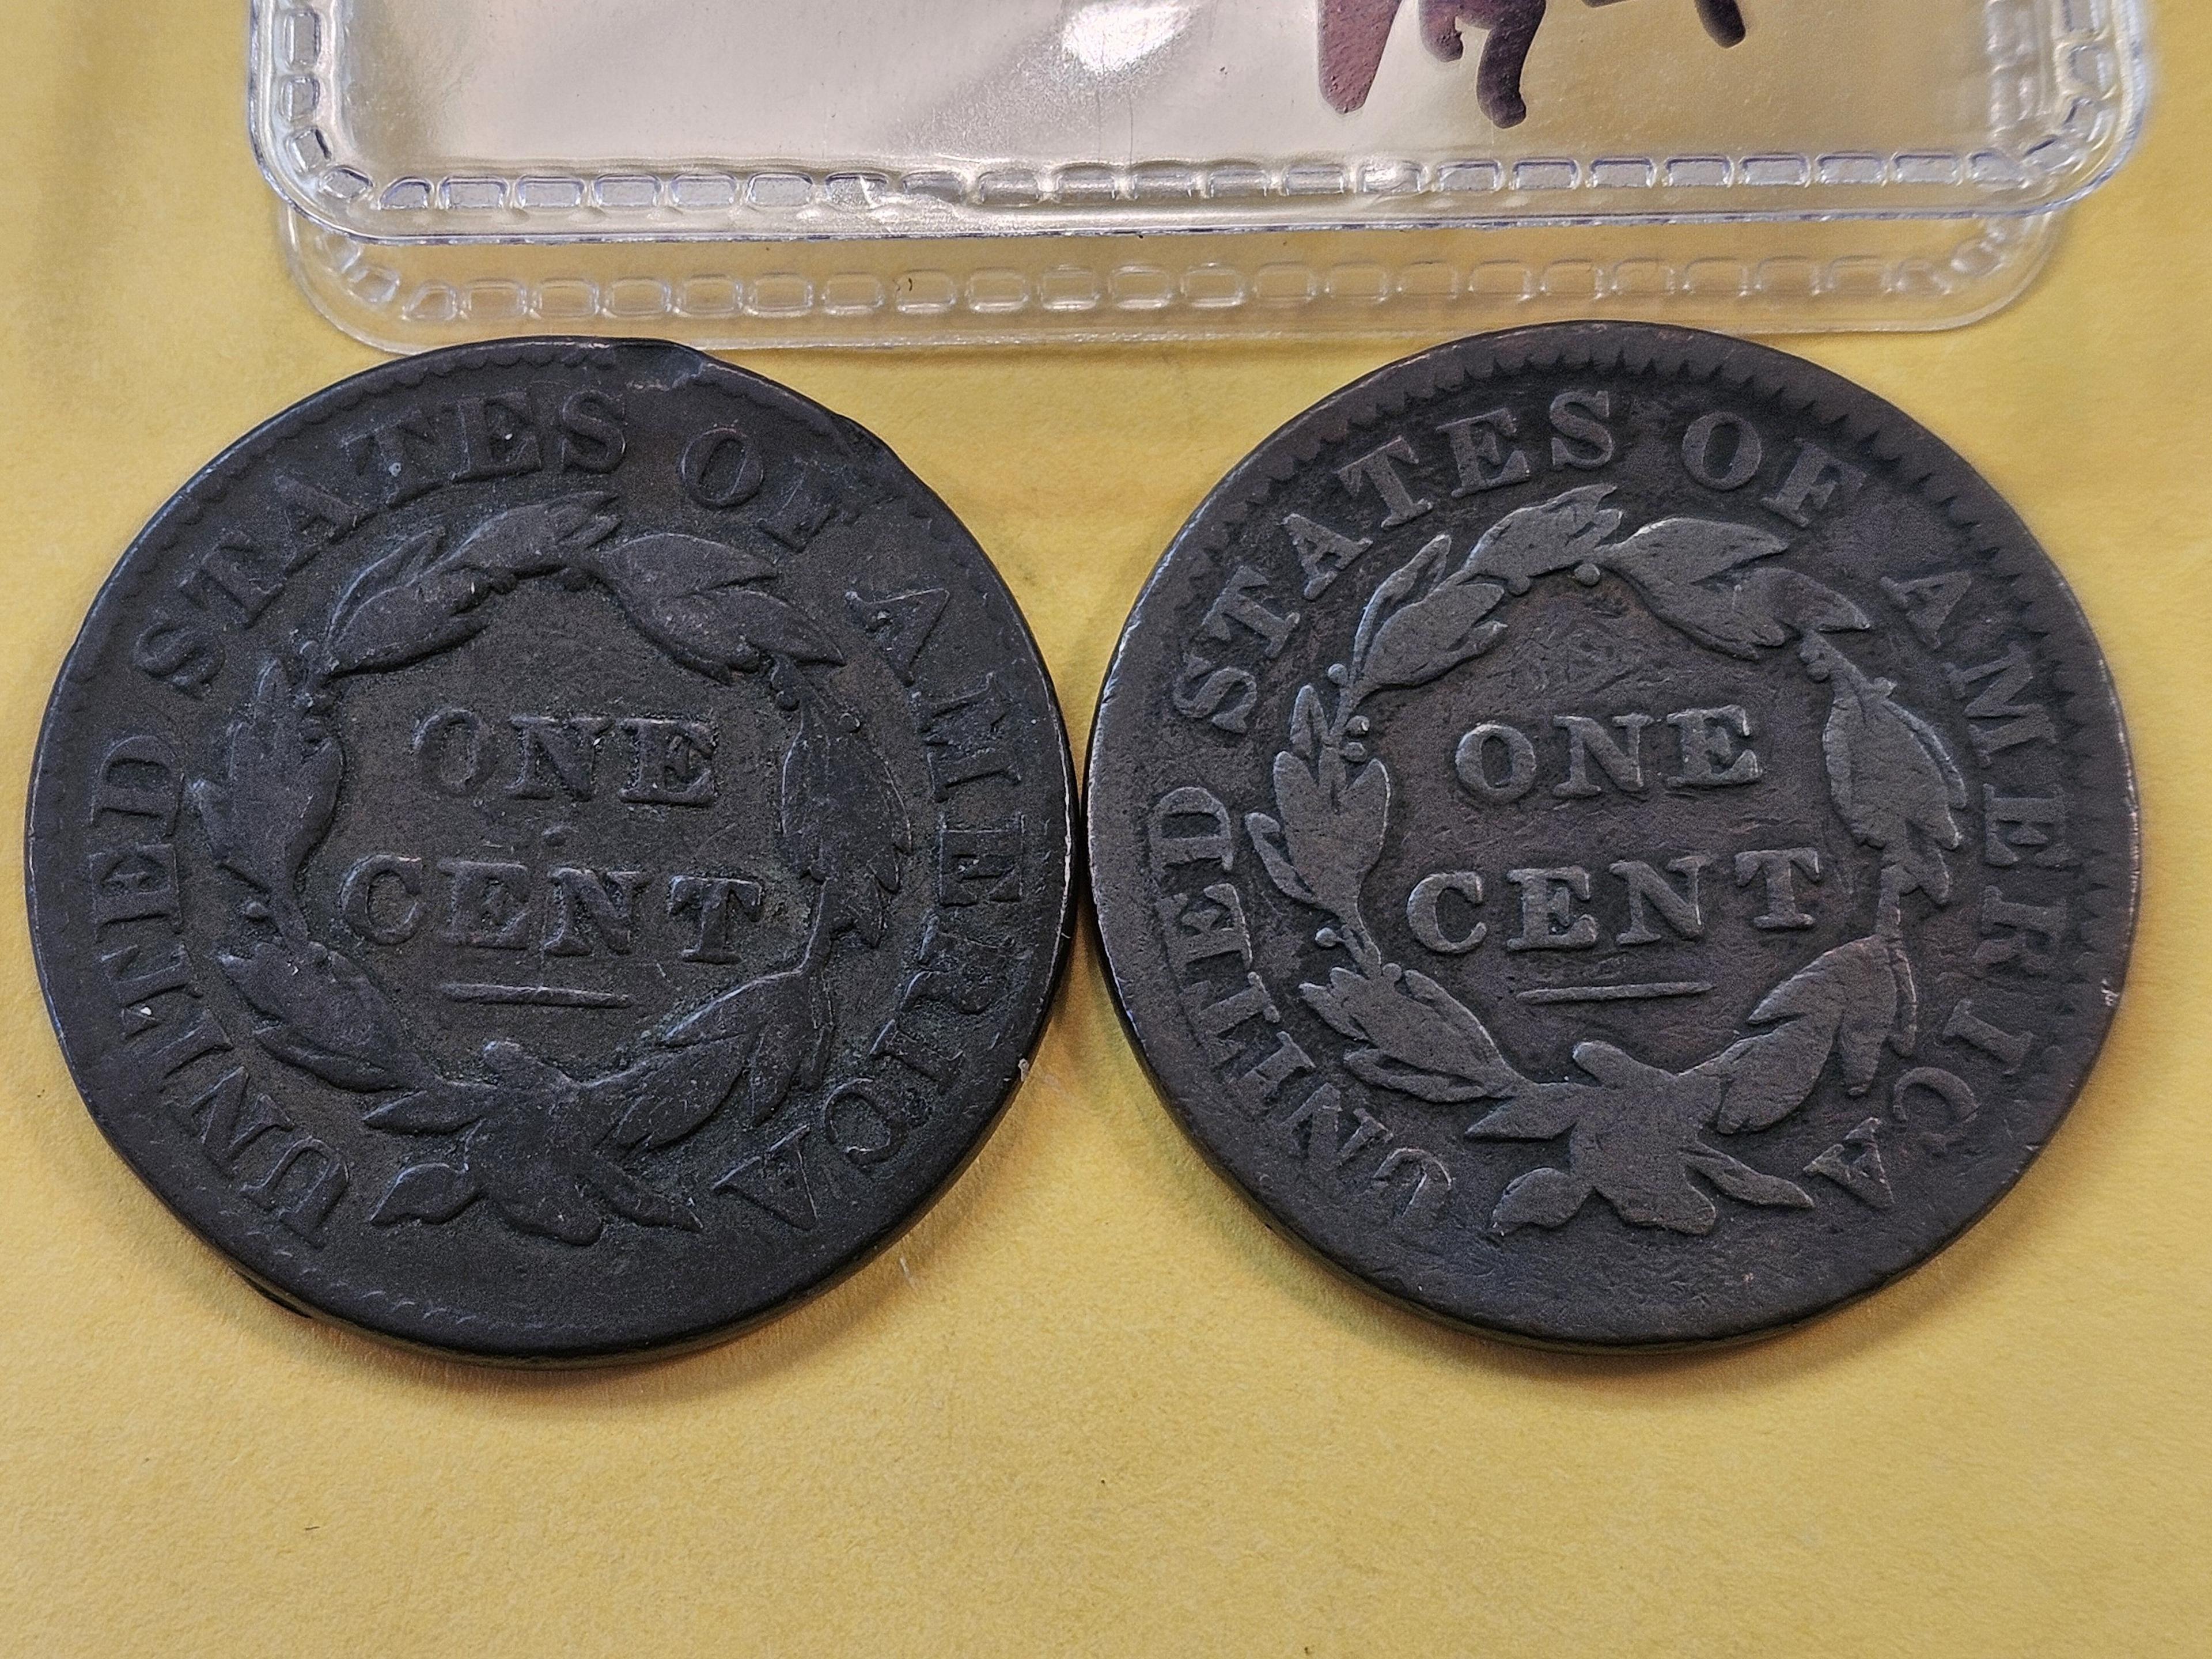 UNITED STATES OF AMERICA
ONE
CENT
UNITED STATES OF AMERICA
ONE
CENT